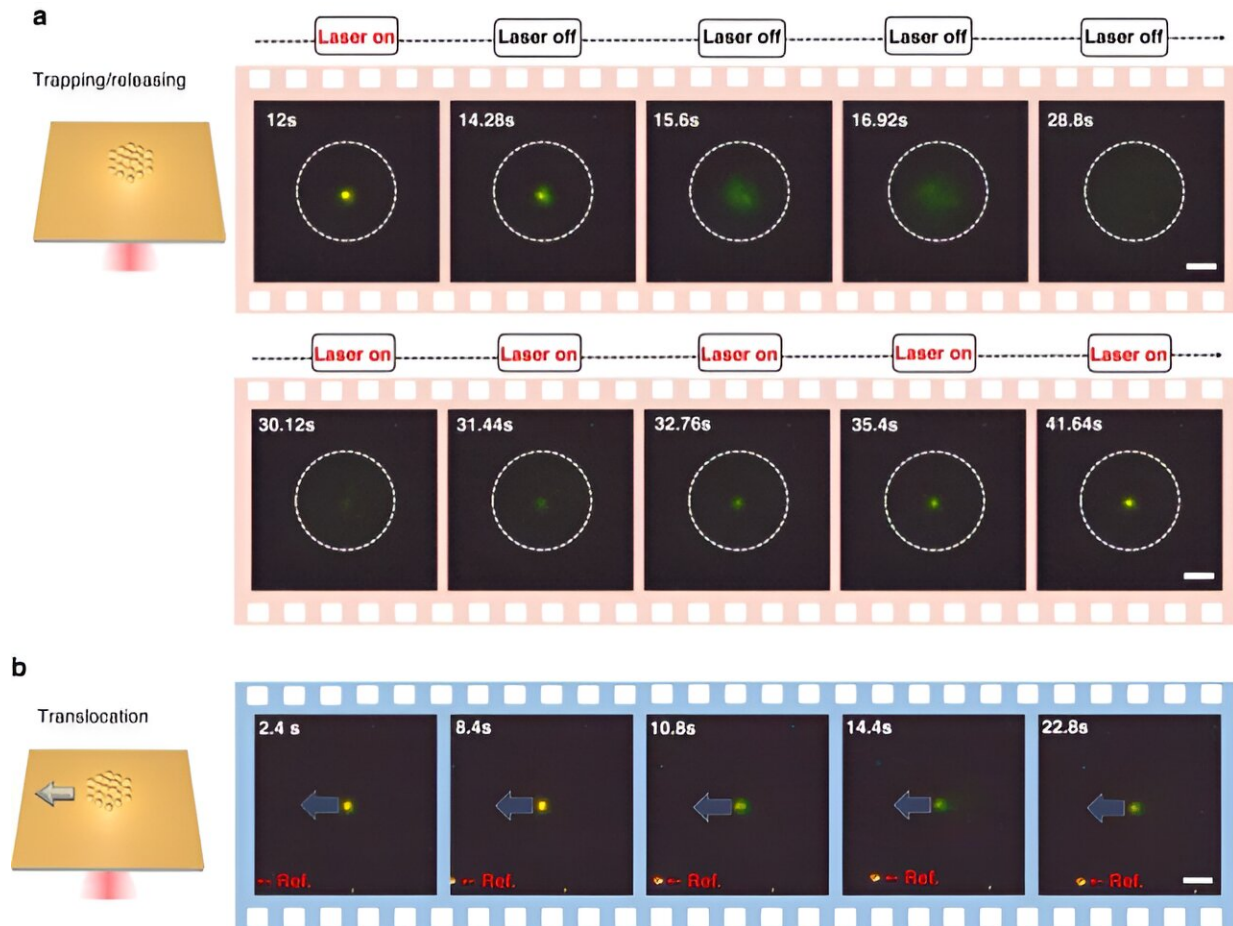 a
Laser on Laser off Laser off Laser off Laser off
Trapping/releasing
12s 14.28s 15.6s 16.92s 28.8s
Laser on Laser on Laser on Laser on Laser on
30.12s 31.44s 32.76s 35.4s 41.64s
b
Translocation
2.4 s 8.4s 10.8s 14.4s 22.8s
Ref. Ref. Ref. Ref. Ref.